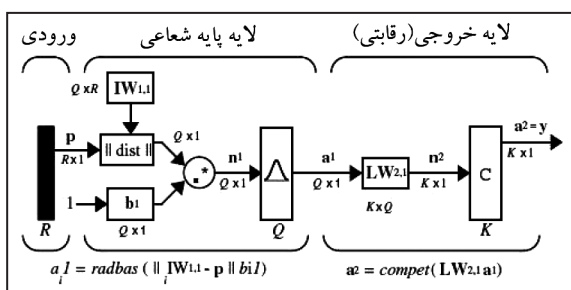 ورودی
لایه پایه شعاعی
لایه خروجی(رقابتی)
Q x R
IW1,1
p
R x 1
|| dist ||
Q x 1
1
b1
Q x 1
.*
n1
Q x 1
a1
Q x 1
LW2,1
K x Q
n2
K x 1
C
a2 = y
K x 1
R
Q
K
ai1 = radbas ( || iIW1,1 - p || bi1)
a2 = compet( LW2,1 a1)